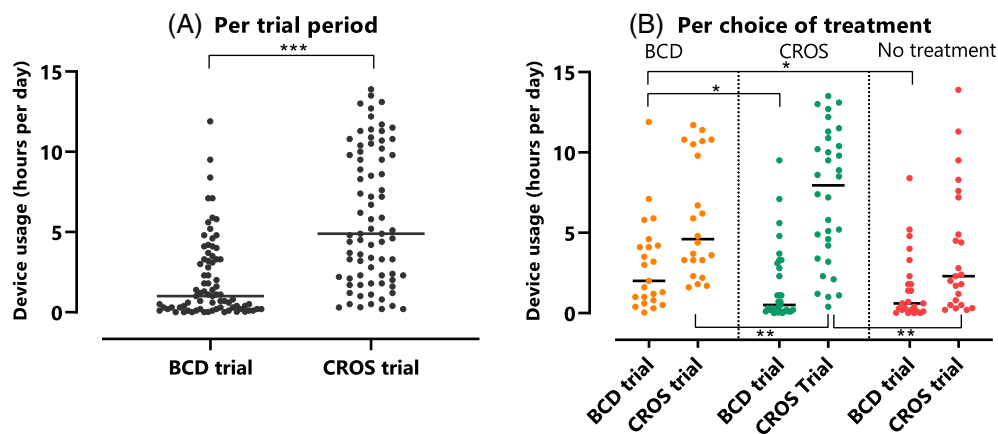 (A) Per trial period
***
Device usage (hours per day)
15
10
5
0
BCD trial
CROS trial
(B) Per choice of treatment
BCD
CROS
No treatment
*
*
Device usage (hours per day)
15
10
5
0
**
**
BCD trial
CROS trial
BCD trial
CROS Trial
BCD trial
CROS trial